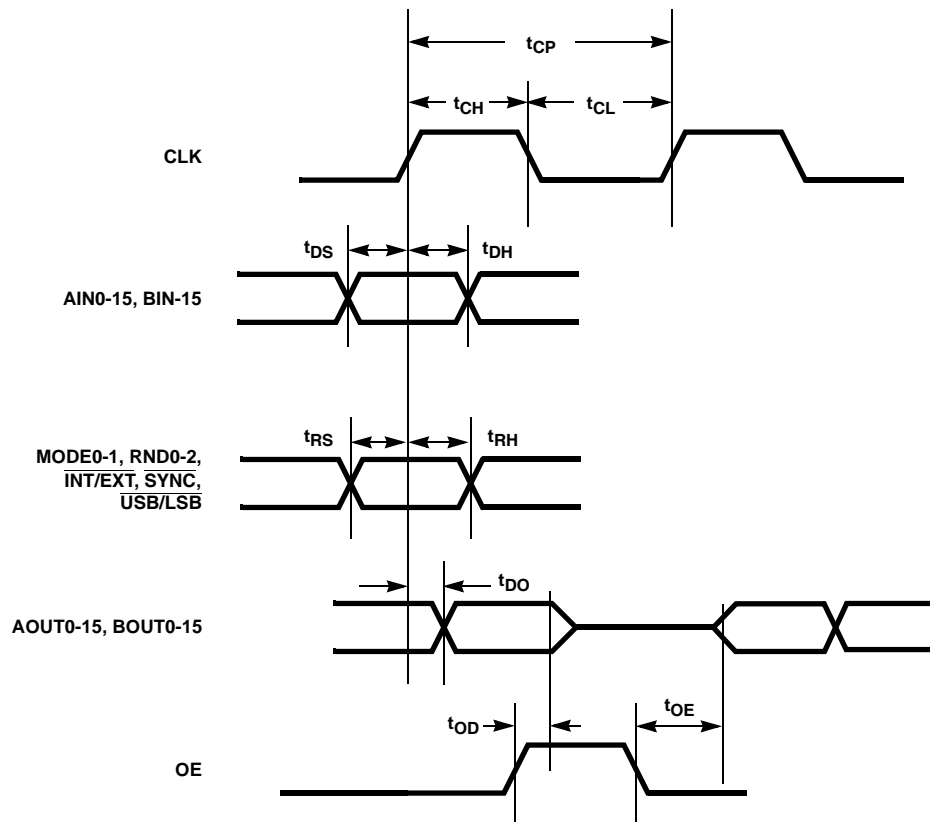 tCP
tCH
tCL
CLK
tDS
tDH
AIN0-15, BIN-15
tRS
tRH
MODE0-1, RND0-2,
INT/EXT, SYNC,
USB/LSB
tDO
AOUT0-15, BOUT0-15
tOD
tOE
OE